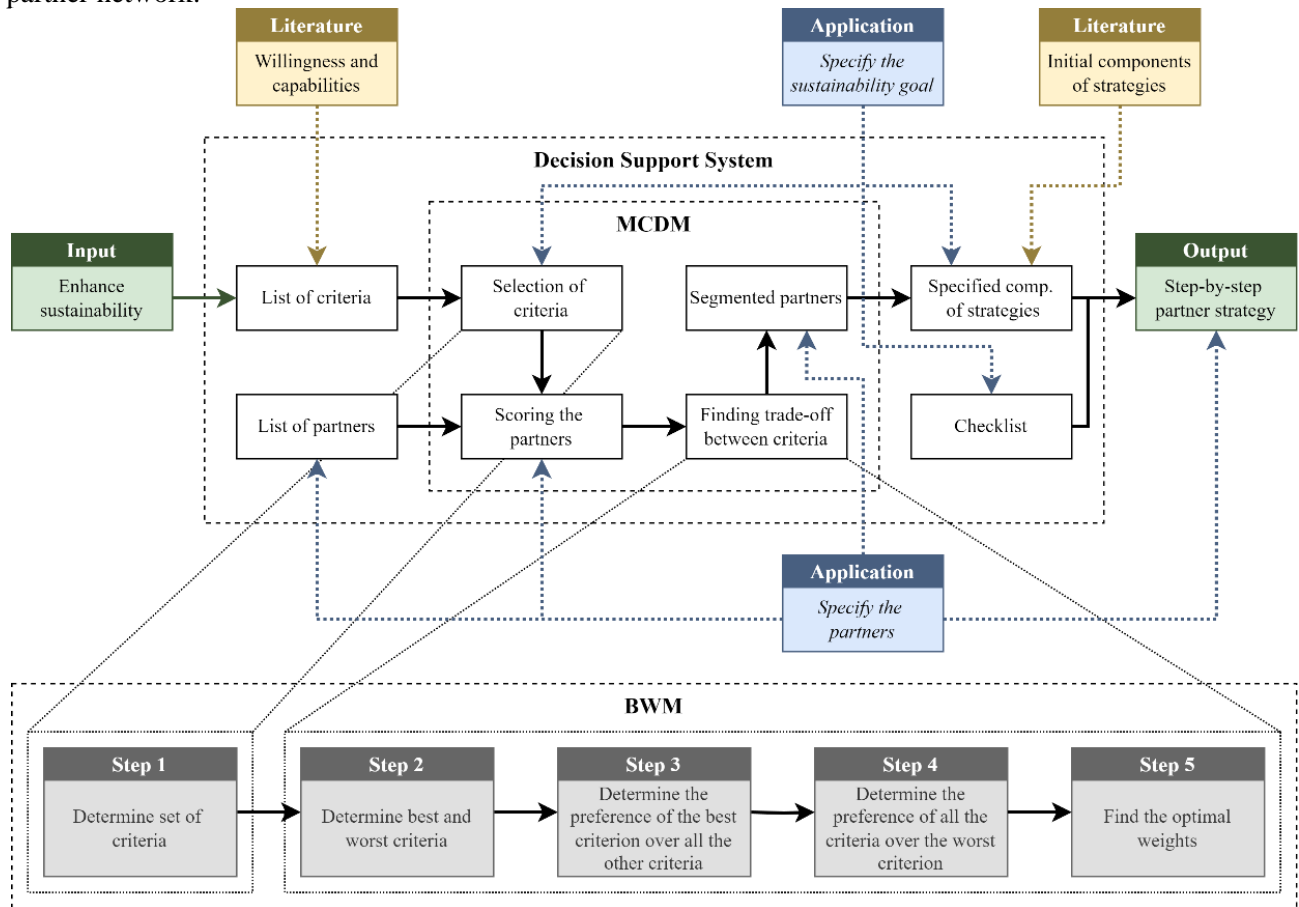 partner network.
Literature
Willingness and
capabilities
Application
Specify the
sustainability goal
Literature
Initial components
of strategies
Decision Support System
MCDM
Input
Enhance
sustainability
List of criteria
Selection of
criteria
Segmented partners
Specified comp.
of strategies
Output
Step-by-step
partner strategy
List of partners
Scoring the
partners
Finding trade-off
between criteria
Checklist
Application
Specify the
partners
BWM
Step 1
Determine set of
criteria
Step 2
Determine best and
worst criteria
Step 3
Determine the
preference of the best
criterion over all the
other criteria
Step 4
Determine the
preference of all the
criteria over the worst
criterion
Step 5
Find the optimal
weights